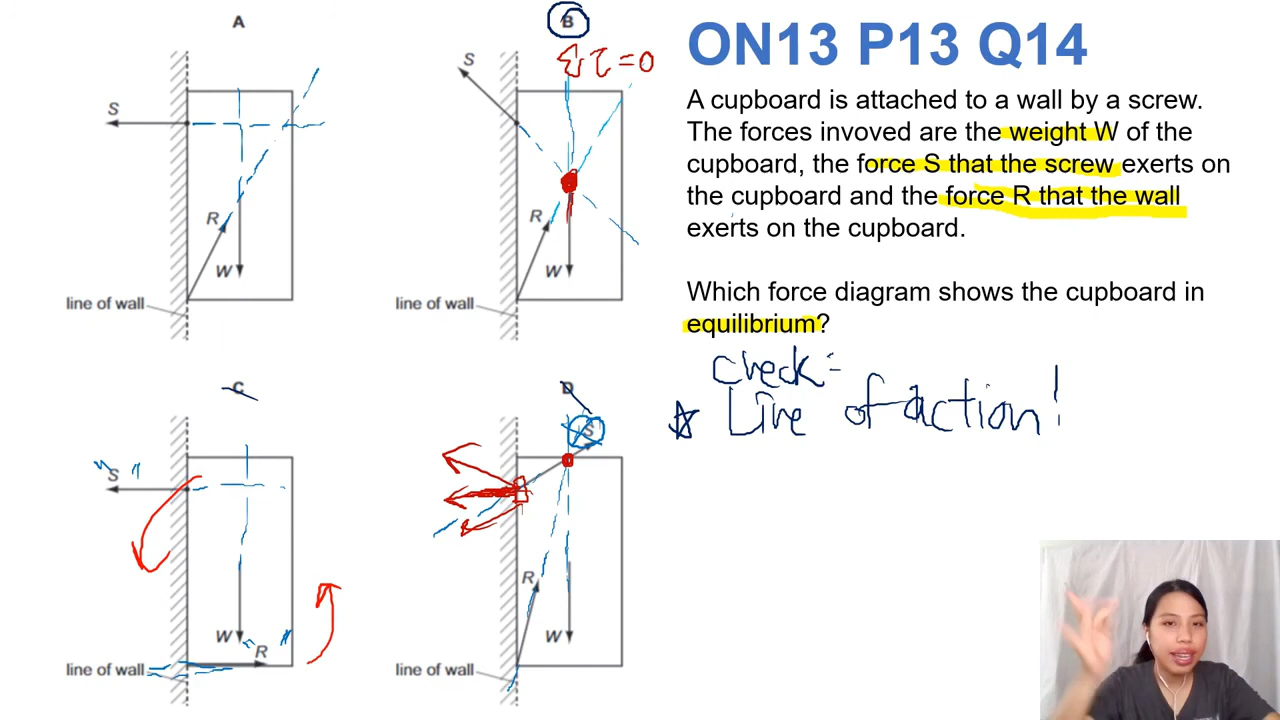 A
B
Στ=0
ON13 P13 Q14
S
S
A cupboard is attached to a wall by a screw.
The forces invoved are the weight W of the
cupboard, the force S that the screw exerts on
the cupboard and the force R that the wall
exerts on the cupboard.
R
R
W
W
line of wall
line of wall
Which force diagram shows the cupboard in
equilibrium?
check:
Line of action!
C
D
S
S
R
W
W
R
line of wall
line of wall